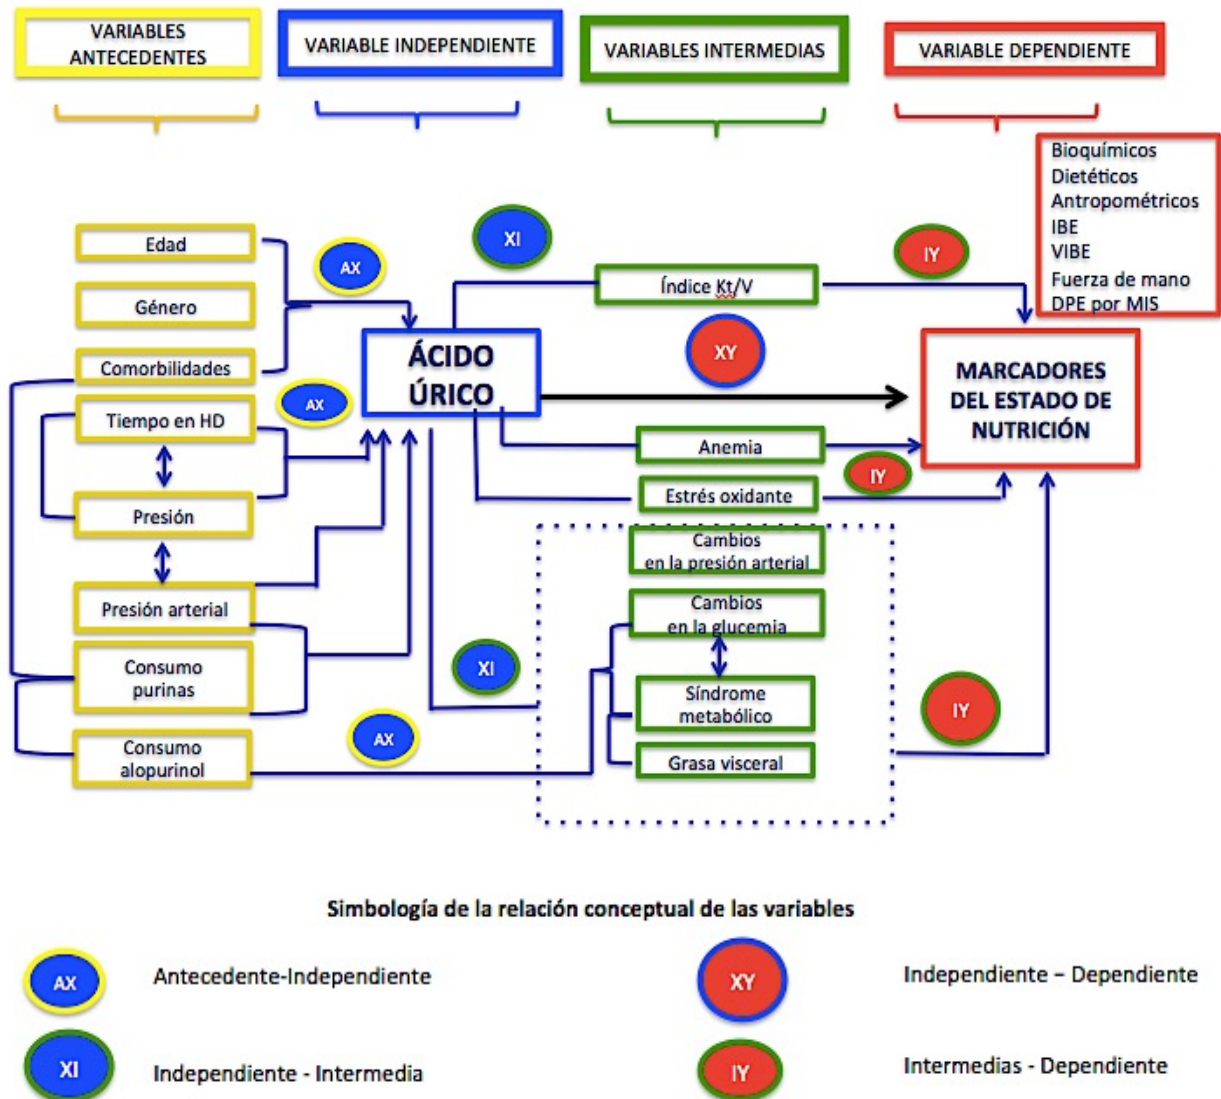 VARIABLES
ANTECEDENTES
VARIABLE INDEPENDIENTE
VARIABLES INTERMEDIAS
VARIABLE DEPENDIENTE
Bioquímicos
Dietéticos
Antropométricos
IBE
VIBE
Fuerza de mano
DPE por MIS
Edad
Género
Comorbilidades
Tiempo en HD
Presión
Presión arterial
Consumo
purinas
Consumo
alopurinol
AX
AX
AX
ÁCIDO
ÚRICO
XI
XI
XY
Índice Kt/V
Anemia
Estrés oxidante
Cambios
en la presión arterial
Cambios
en la glucemia
Síndrome
metabólico
Grasa visceral
IY
IY
IY
MARCADORES
DEL ESTADO DE
NUTRICIÓN
Simbología de la relación conceptual de las variables
AX
Antecedente-Independiente
XY
Independiente – Dependiente
XI
Independiente - Intermedia
IY
Intermedias - Dependiente